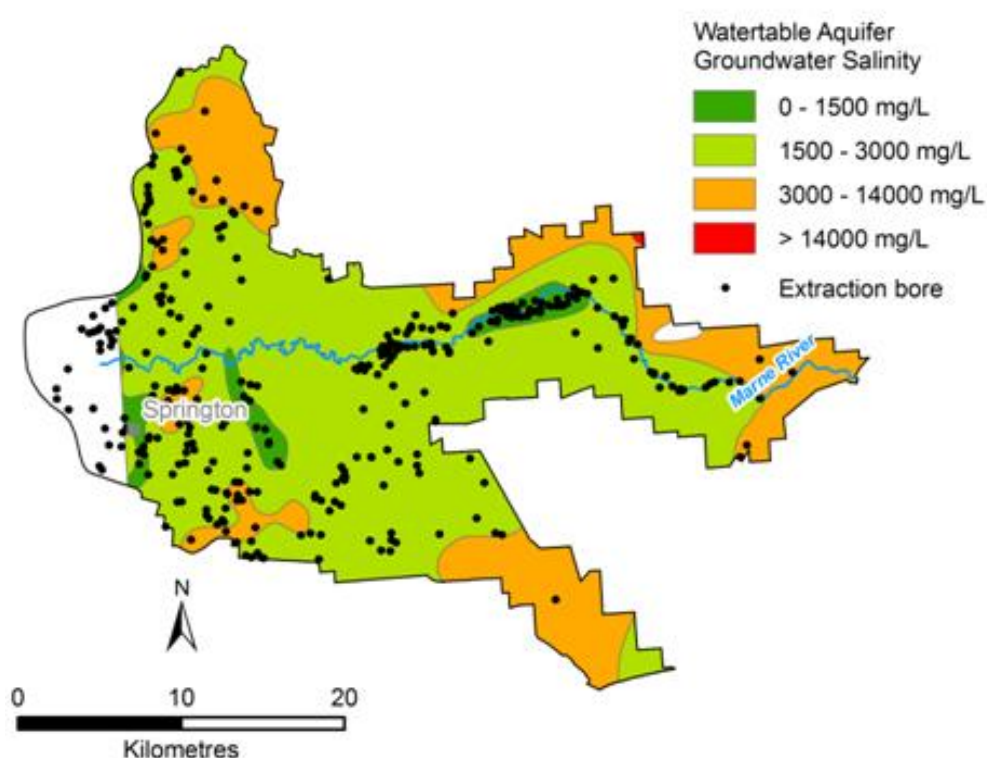 Watertable Aquifer
Groundwater Salinity
0 - 1500 mg/L
1500 - 3000 mg/L
3000 - 14000 mg/L
> 14000 mg/L
Extraction bore
Marne River
Springton
N
0 10 20
Kilometres